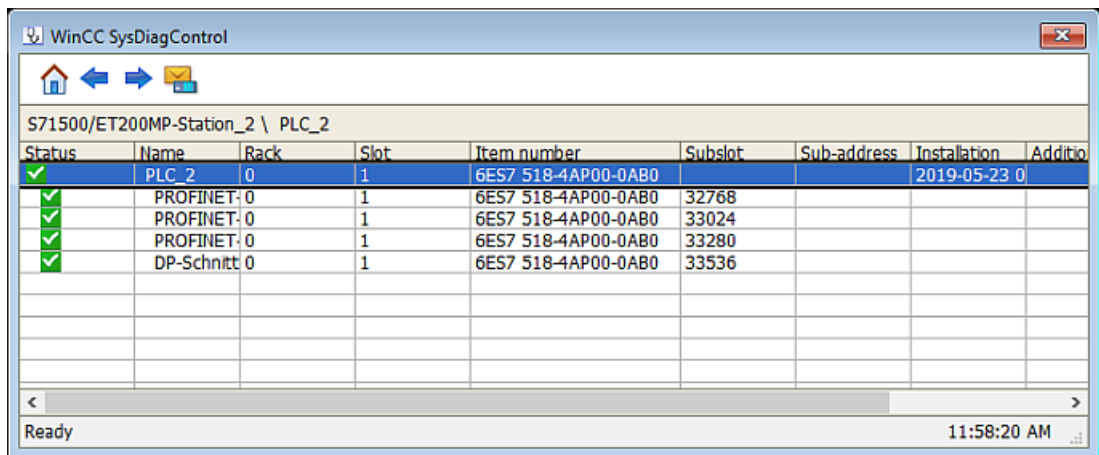 WinCC SysDiagControl
S71500/ET200MP-Station_2 \ PLC_2
Status Name Rack Slot Item number Subslot Sub-address Installation Additio
PLC_2 0 1 6ES7 518-4AP00-0AB0 2019-05-23 0
PROFINET- 0 1 6ES7 518-4AP00-0AB0 32768
PROFINET- 0 1 6ES7 518-4AP00-0AB0 33024
PROFINET- 0 1 6ES7 518-4AP00-0AB0 33280
DP-Schnitt 0 1 6ES7 518-4AP00-0AB0 33536
Ready 11:58:20 AM